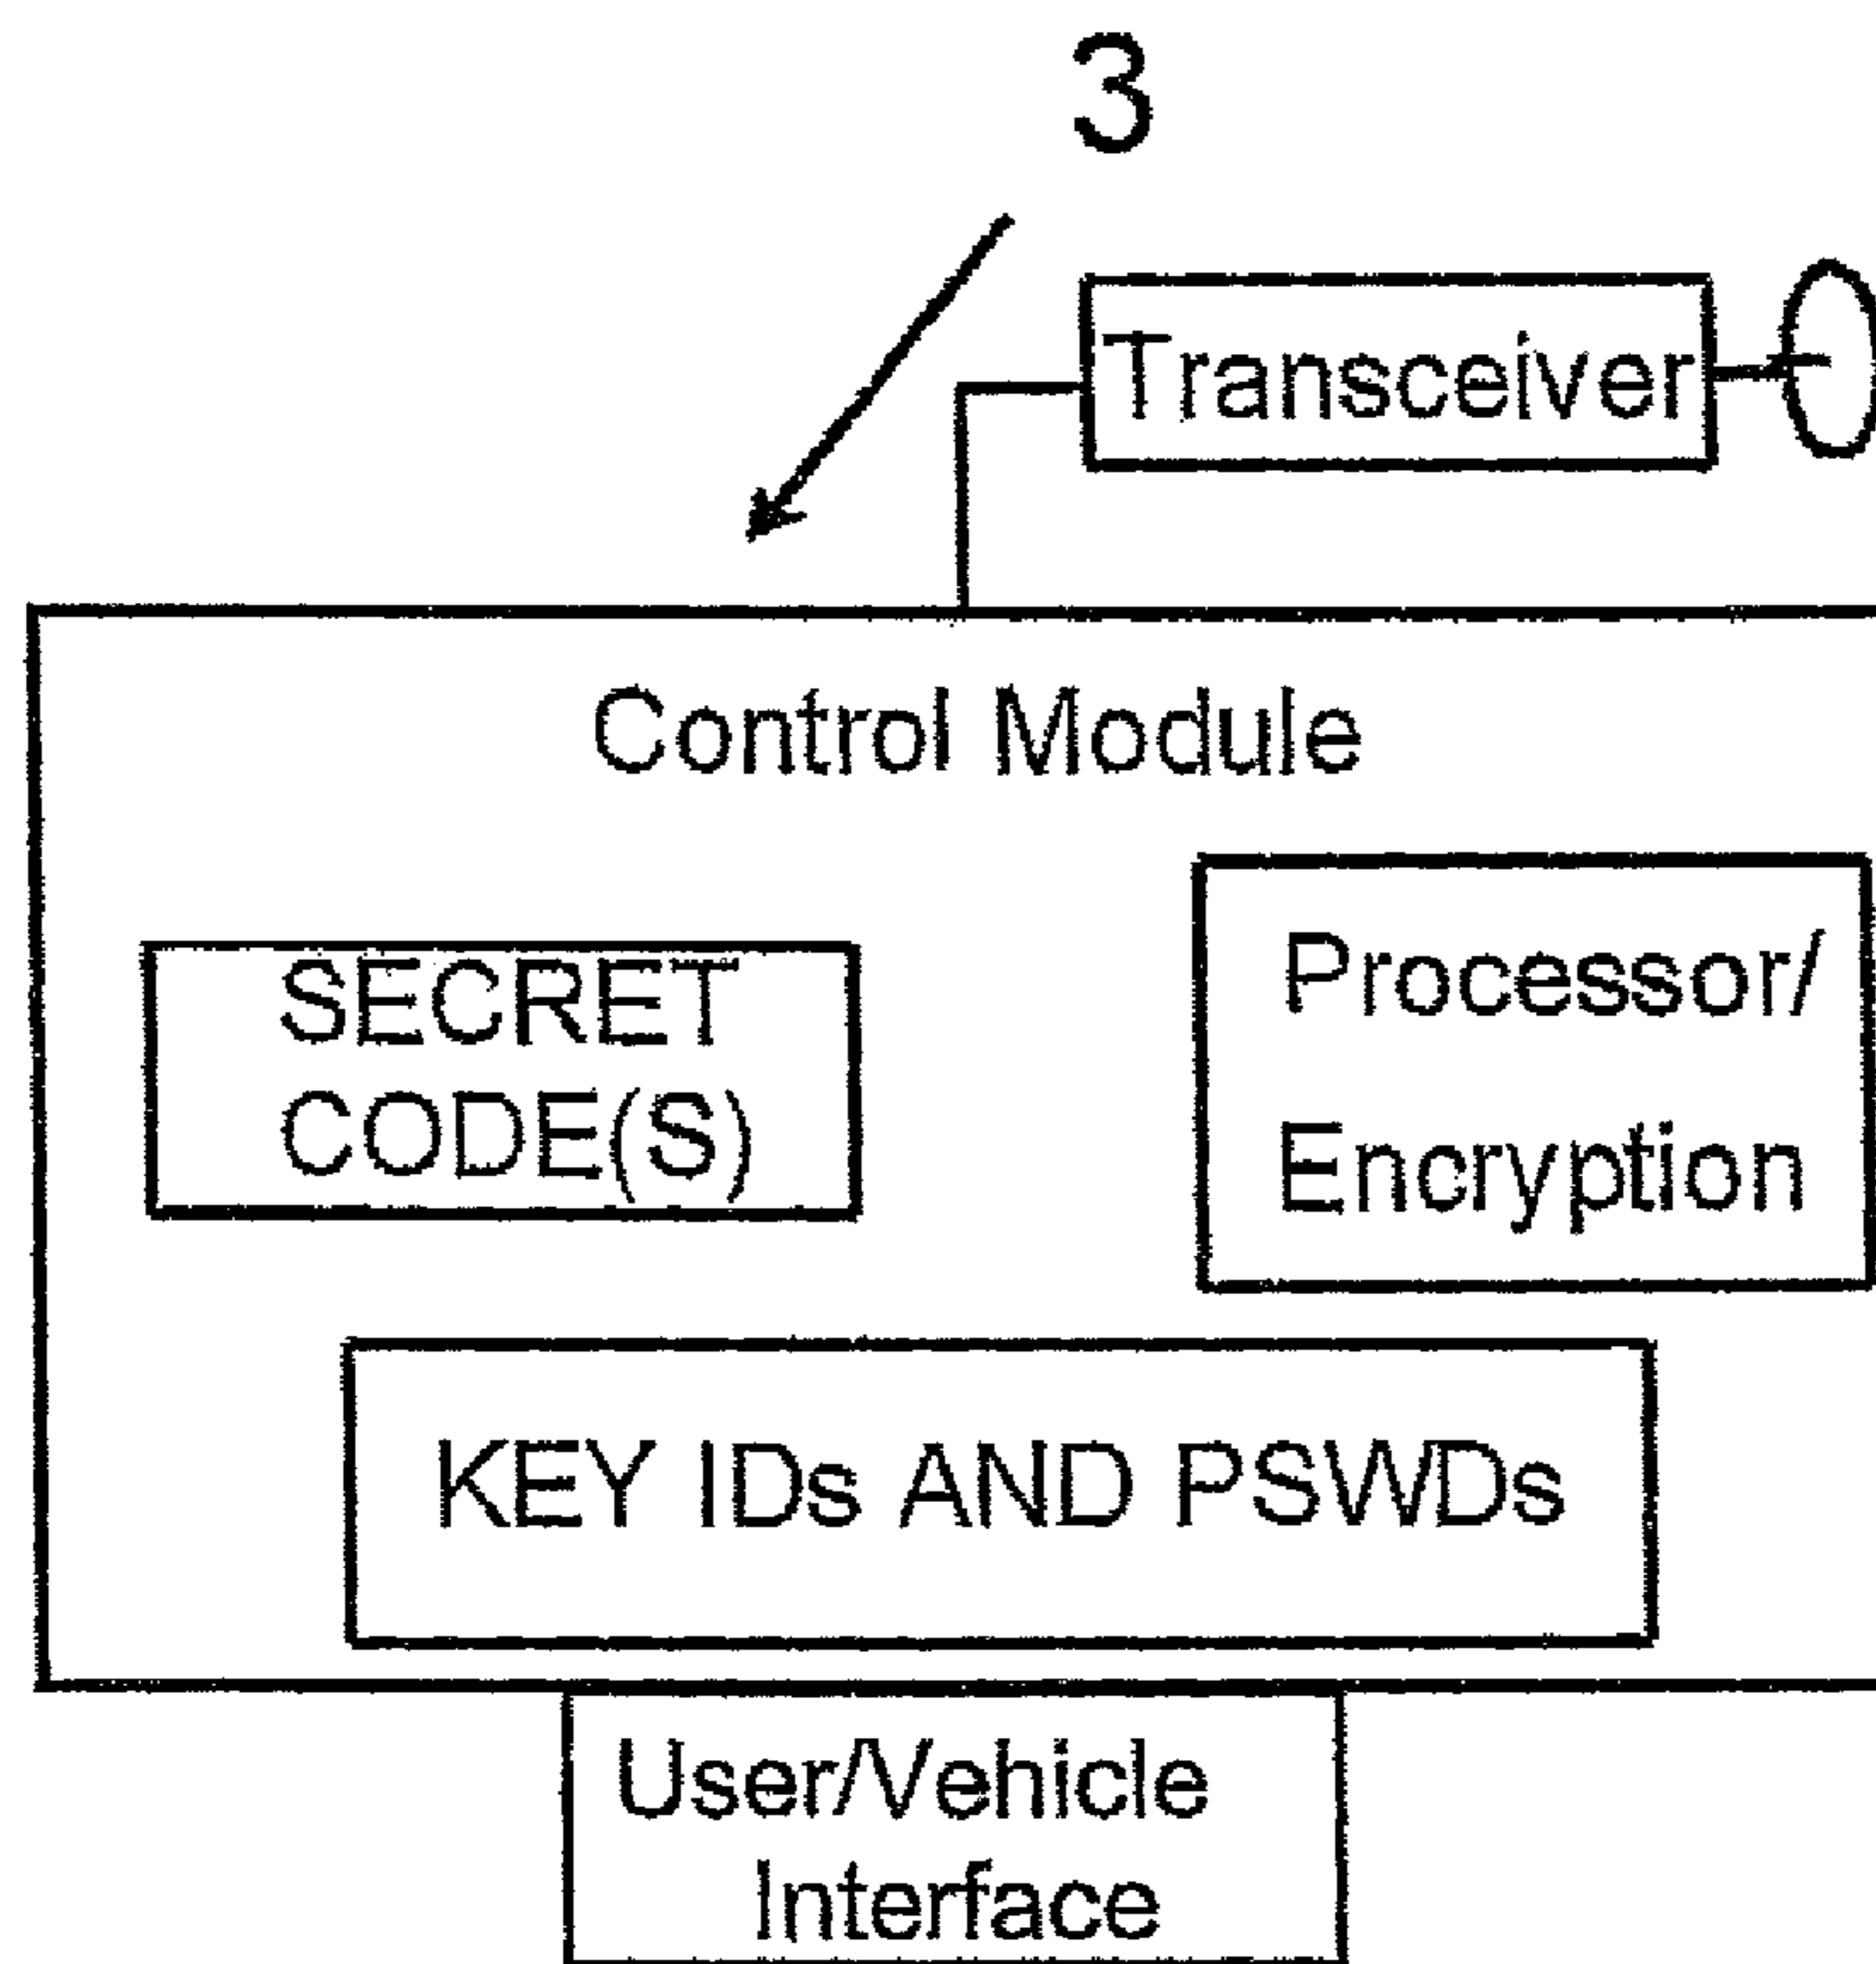 3
Transceiver
Control Module
SECRET
CODE(S)
Processor/
Encryption
KEY IDs AND PSWDs
User/Vehicle
Interface